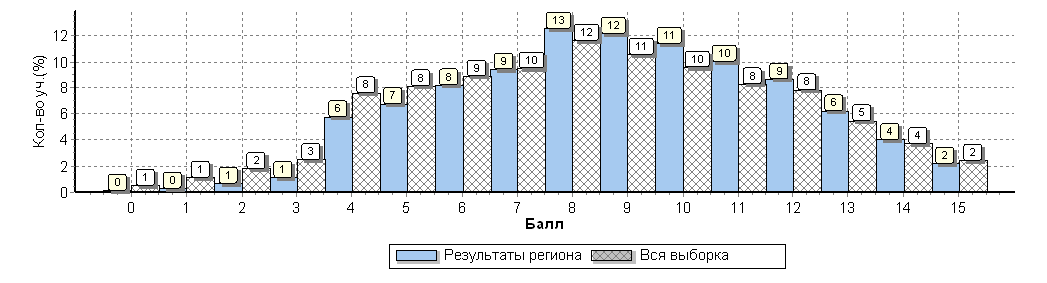 Кол-во уч.(%)
12
10
8
6
4
2
0
0 1 0 1 1 2 1 3 6 8 7 8 8 9 9 10 13 12 12 11 11 10 10 8 9 8 6 5 4 4 2 2
0 1 2 3 4 5 6 7 8 9 10 11 12 13 14 15
Балл
Результаты региона Вся выборка